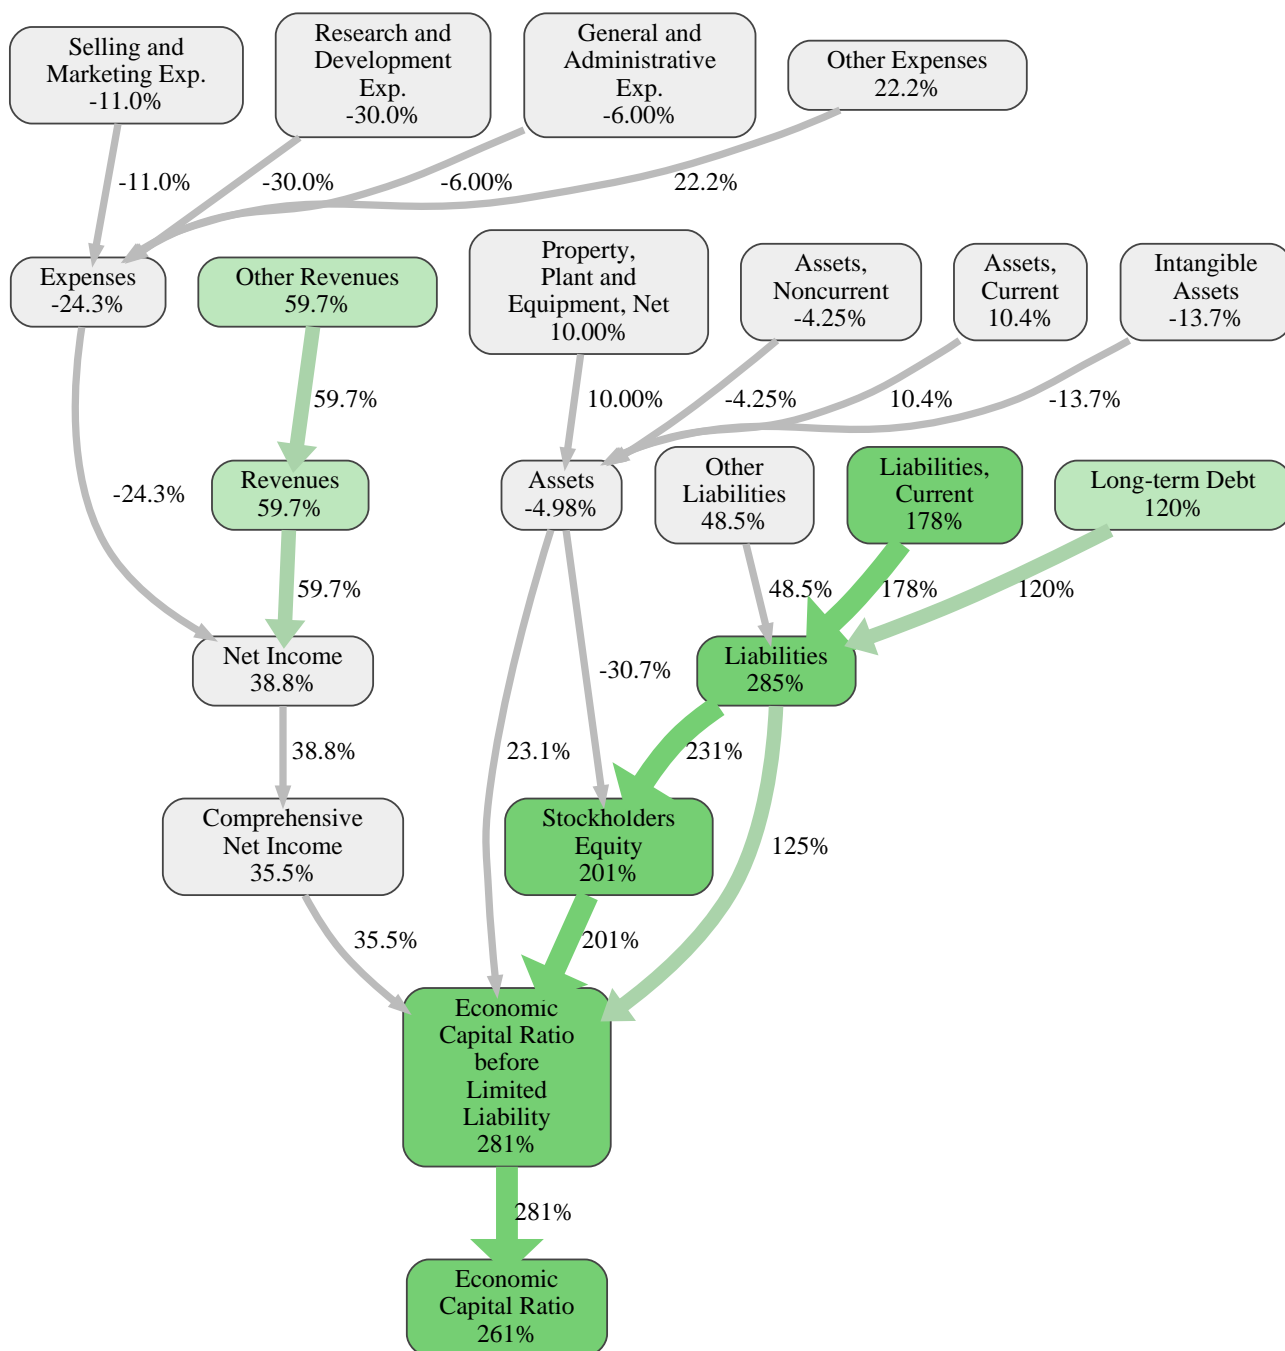 Selling and
Marketing Exp.
-11.0%
Research and
Development
Exp.
-30.0%
General and
Administrative
Exp.
-6.00%
Other Expenses
22.2%
-11.0%
-30.0%
-6.00%
22.2%
Expenses
-24.3%
Other Revenues
59.7%
Property,
Plant and
Equipment, Net
10.00%
Assets,
Noncurrent
-4.25%
Assets,
Current
10.4%
Intangible
Assets
-13.7%
59.7%
10.00%
-4.25%
10.4%
-13.7%
-24.3%
Revenues
59.7%
Assets
-4.98%
Other
Liabilities
48.5%
Liabilities,
Current
178%
Long-term Debt
120%
59.7%
48.5%
178%
120%
Net Income
38.8%
-30.7%
Liabilities
285%
38.8%
23.1%
231%
Comprehensive
Net Income
35.5%
Stockholders
Equity
201%
125%
35.5%
201%
Economic
Capital Ratio
before
Limited
Liability
281%
281%
Economic
Capital Ratio
261%